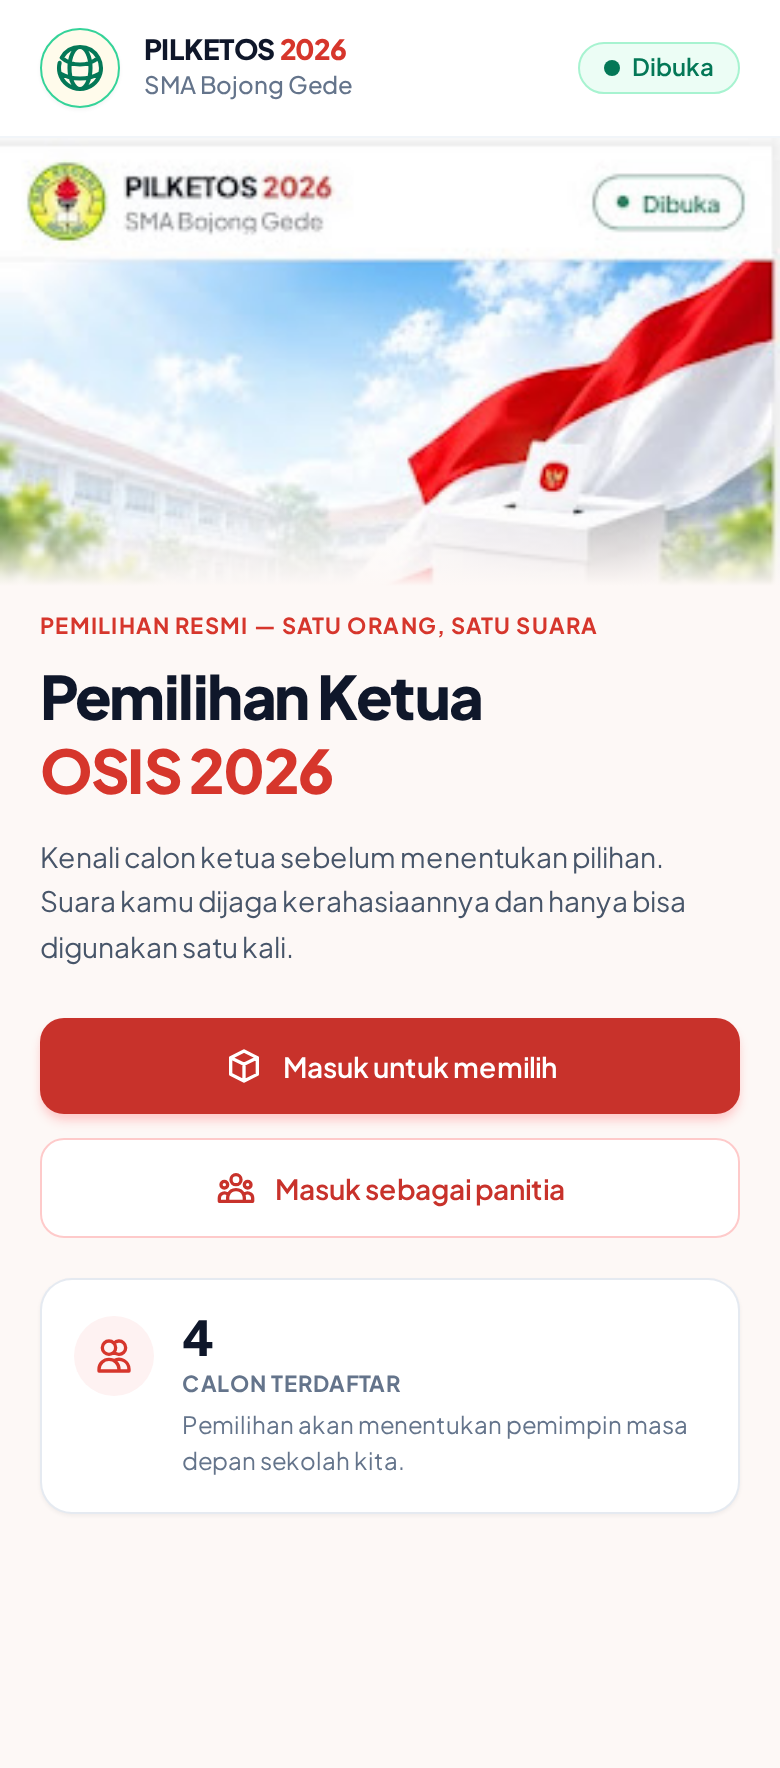 PILKETOS 2026
SMA Bojong Gede
Dibuka
PILKETOS 2026
SMA Bojong Gede
Dibuka
PEMILIHAN RESMI — SATU ORANG, SATU SUARA
Pemilihan Ketua
OSIS 2026
Kenali calon ketua sebelum menentukan pilihan.
Suara kamu dijaga kerahasiaannya dan hanya bisa
digunakan satu kali.
Masuk untuk memilih
Masuk sebagai panitia
4
CALON TERDAFTAR
Pemilihan akan menentukan pemimpin masa
depan sekolah kita.